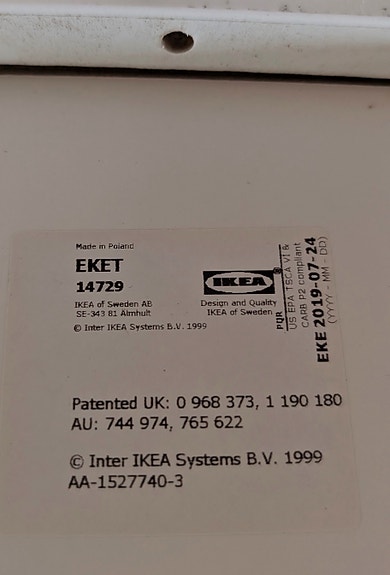 Made in Poland
EKET
14729
IKEA of Sweden AB
SE-343 81 Älmhult
© Inter IKEA Systems B.V. 1999
IKEA
®
Design and Quality
IKEA of Sweden
PQR
US EPA TSCA VI &
CARB P2 compliant
EKE 2019-07-24
(YYYY - MM - DD)
Patented UK: 0 968 373, 1 190 180
AU: 744 974, 765 622
© Inter IKEA Systems B.V. 1999
AA-1527740-3